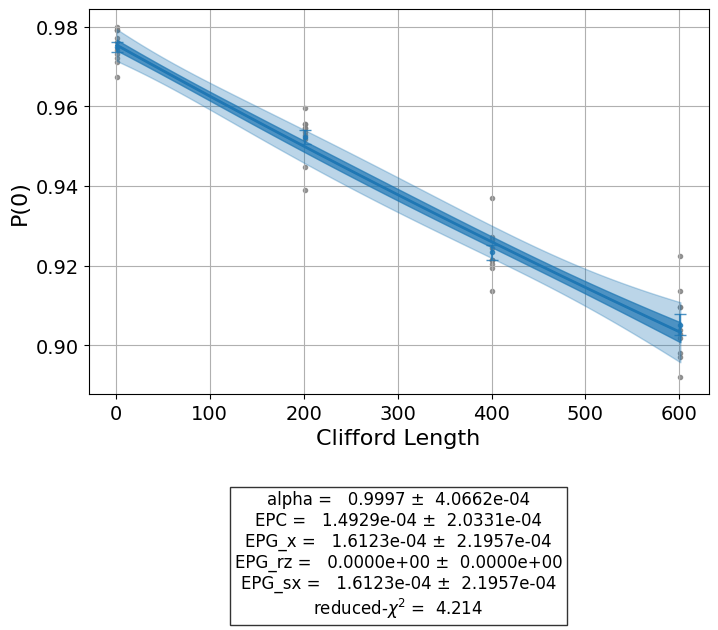 0.98
0.96
0.94
0.92
0.90
P(0)
0 100 200 300 400 500 600
Clifford Length
alpha = 0.9997 ± 4.0662e-04
EPC = 1.4929e-04 ± 2.0331e-04
EPG_x = 1.6123e-04 ± 2.1957e-04
EPG_rz = 0.0000e+00 ± 0.0000e+00
EPG_sx = 1.6123e-04 ± 2.1957e-04
reduced-χ² = 4.214